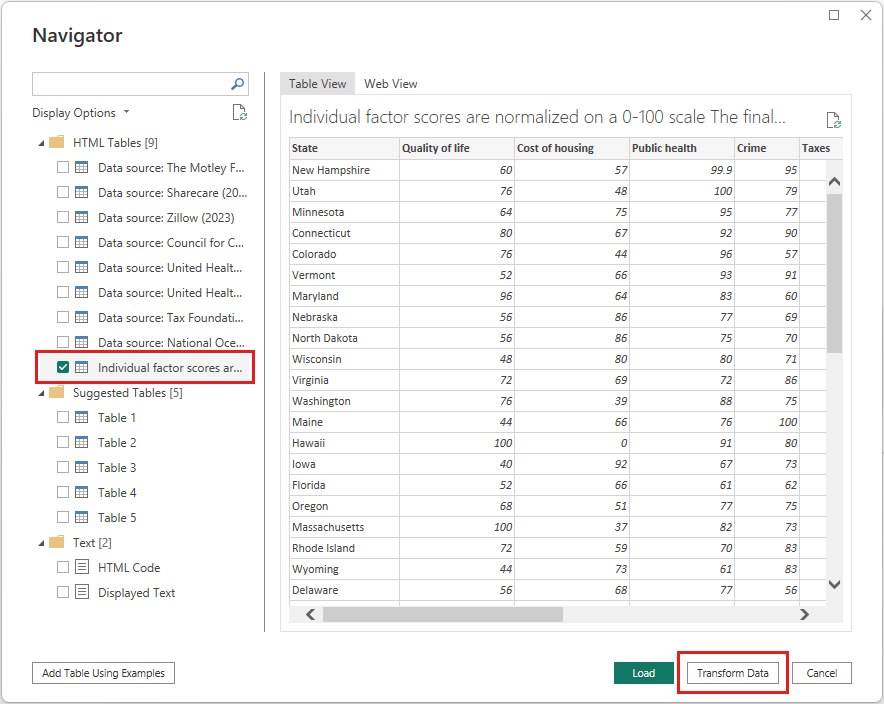 Navigator
Display Options
HTML Tables [9]
Data source: The Motley F...
Data source: Sharecare (20...
Data source: Zillow (2023)
Data source: Council for C...
Data source: United Healt...
Data source: United Healt...
Data source: Tax Foundati...
Data source: National Oce...
Individual factor scores ar...
Suggested Tables [5]
Table 1
Table 2
Table 3
Table 4
Table 5
Text [2]
HTML Code
Displayed Text
Table View Web View
Individual factor scores are normalized on a 0-100 scale The final...
State Quality of life Cost of housing Public health Crime Taxes
New Hampshire 60 57 99.9 95
Utah 76 48 100 79
Minnesota 64 75 95 77
Connecticut 80 67 92 90
Colorado 76 44 96 57
Vermont 52 66 93 91
Maryland 96 64 83 60
Nebraska 56 86 77 69
North Dakota 56 86 75 70
Wisconsin 48 80 80 71
Virginia 72 69 72 86
Washington 76 39 88 75
Maine 44 66 76 100
Hawaii 100 0 91 80
Iowa 40 92 67 73
Florida 52 66 61 62
Oregon 68 51 77 75
Massachusetts 100 37 82 73
Rhode Island 72 59 70 83
Wyoming 44 73 61 83
Delaware 56 68 77 56
Add Table Using Examples Load Transform Data Cancel